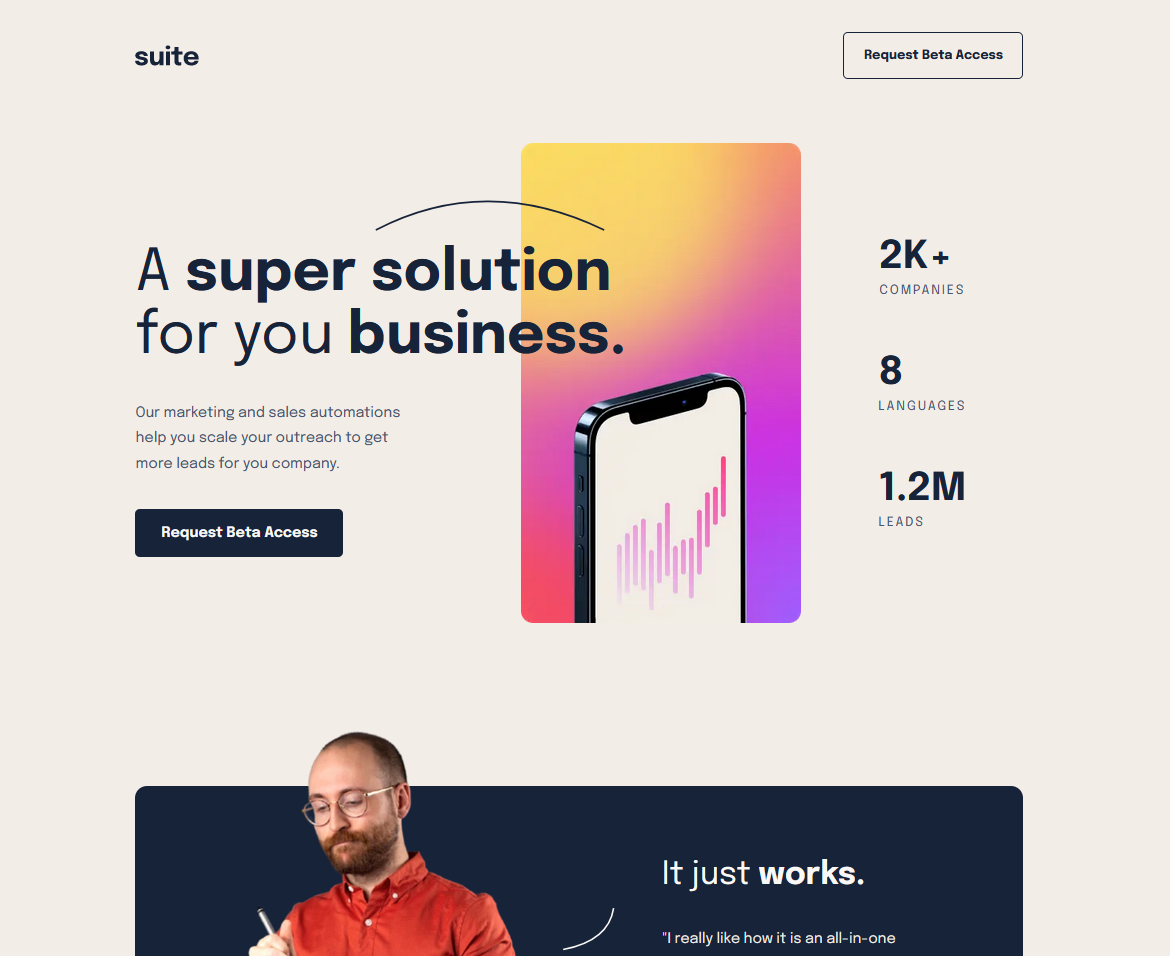 suite
Request Beta Access
A super solution
for you business.
Our marketing and sales automations
help you scale your outreach to get
more leads for you company.
Request Beta Access
2K+
COMPANIES
8
LANGUAGES
1.2M
LEADS
It just works.
"I really like how it is an all-in-one